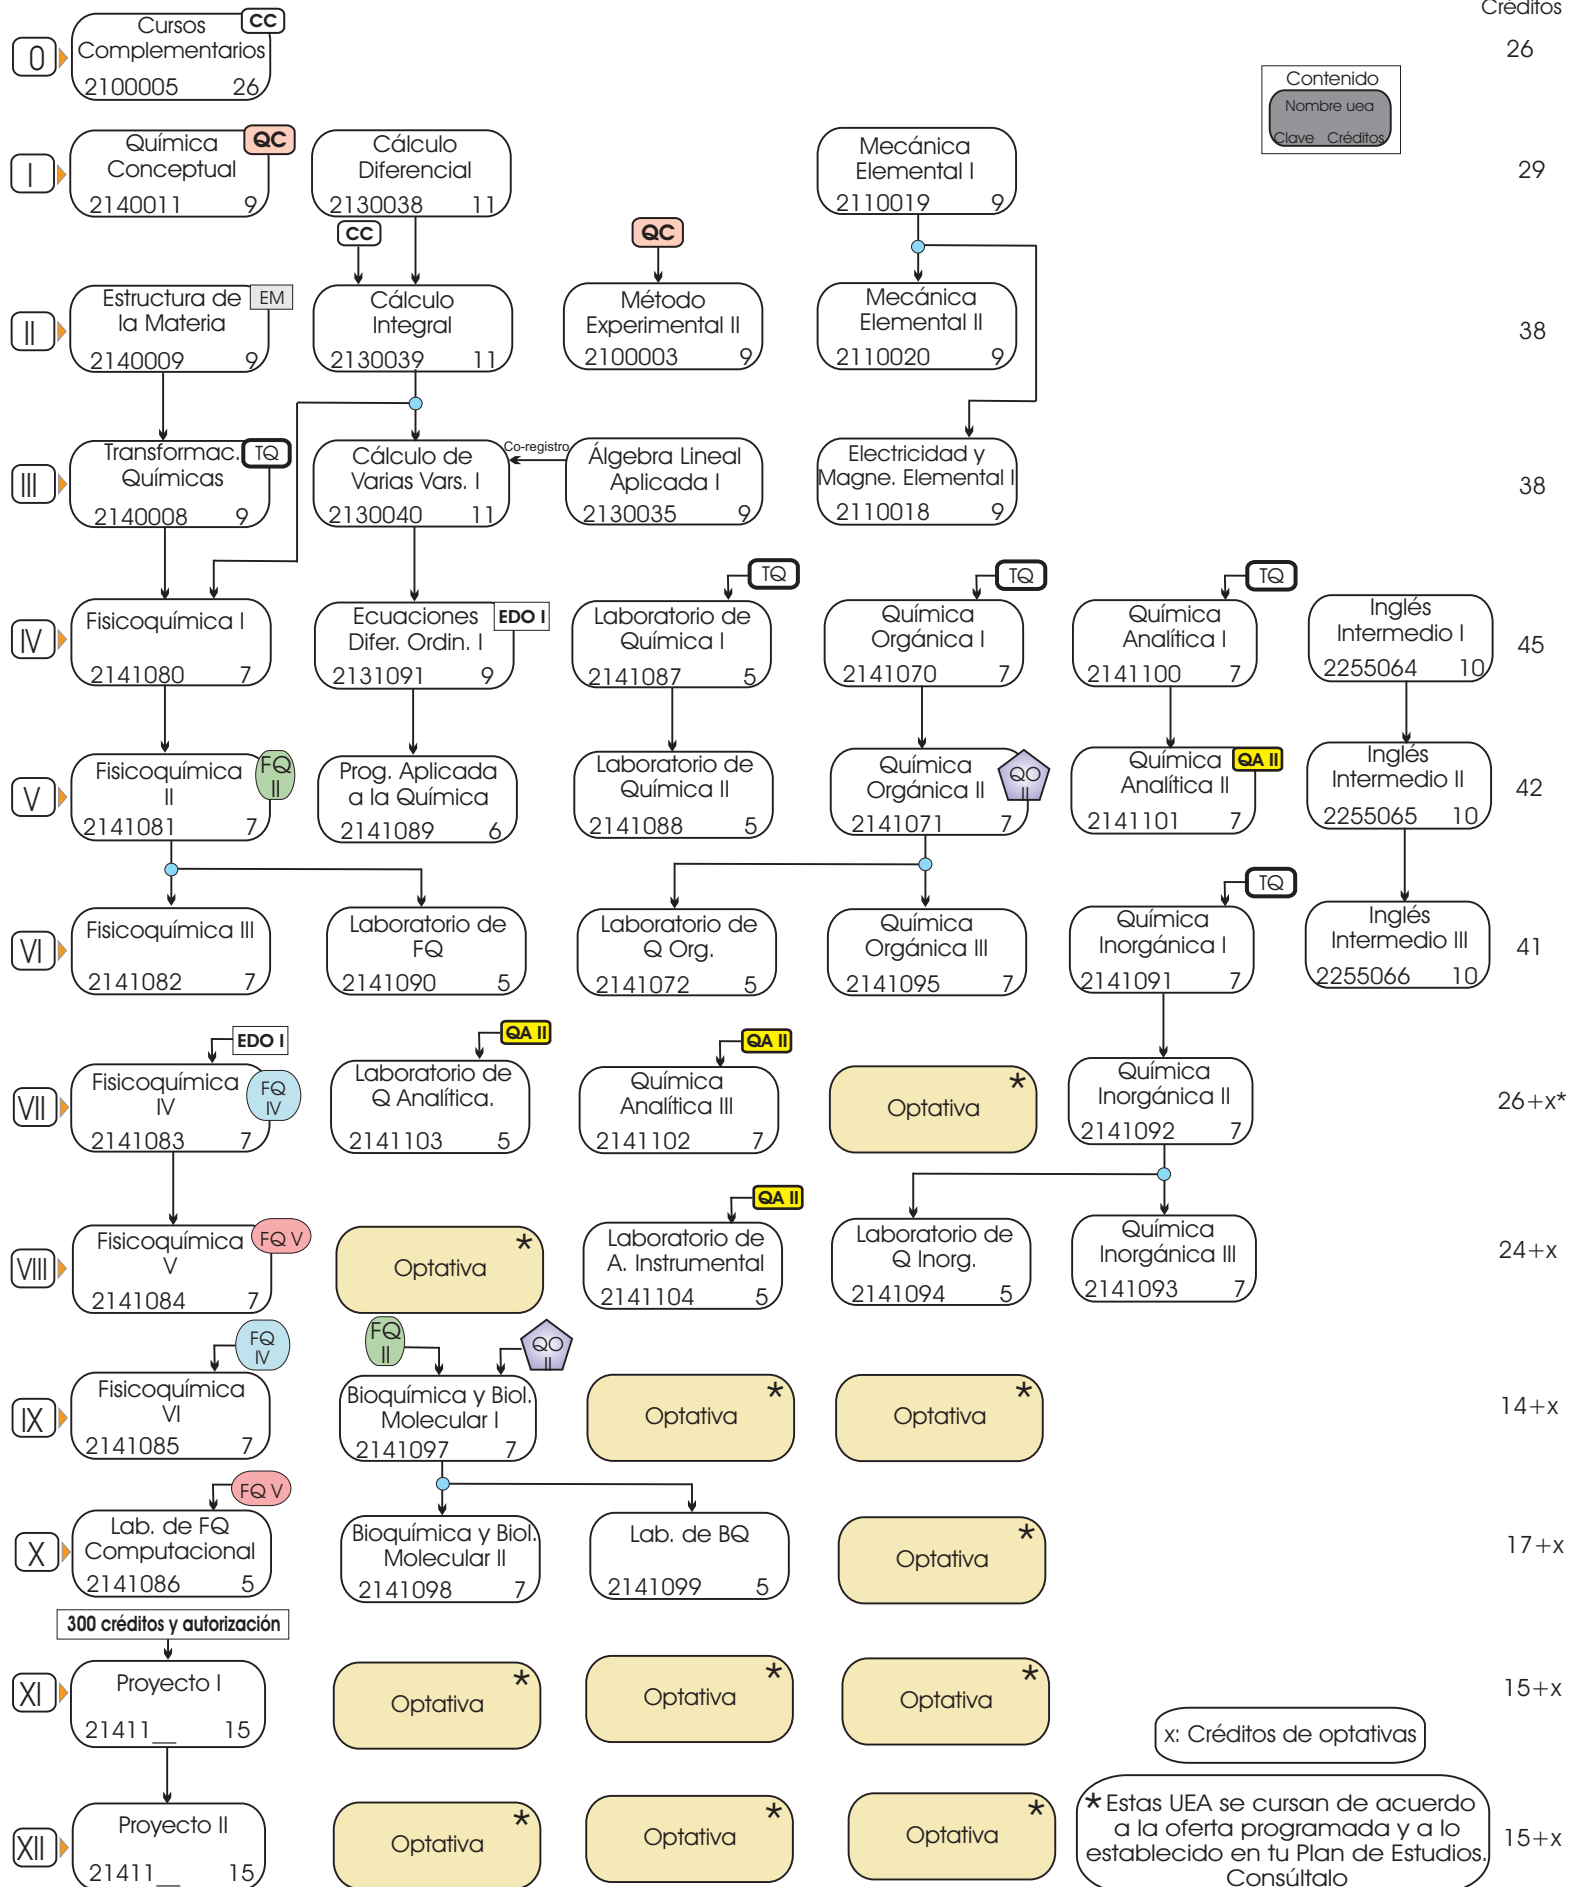 Créditos
0
Cursos
Complementarios
CC
2100005 26
26
Contenido
Nombre uea
Clave Créditos
I
Química
Conceptual
QC
2140011 9
Cálculo
Diferencial
2130038 11
Mecánica
Elemental I
2110019 9
29
CC
QC
II
Estructura de
la Materia
EM
2140009 9
Cálculo
Integral
2130039 11
Método
Experimental II
2100003 9
Mecánica
Elemental II
2110020 9
38
III
Transformac.
Químicas
TQ
2140008 9
Cálculo de
Varias Vars. I
2130040 11
Co-registro
Álgebra Lineal
Aplicada I
2130035 9
Electricidad y
Magne. Elemental I
2110018 9
38
TQ
TQ
TQ
IV
Fisicoquímica I
2141080 7
Ecuaciones
Difer. Ordin. I
EDO I
2131091 9
Laboratorio de
Química I
2141087 5
Química
Orgánica I
2141070 7
Química
Analítica I
2141100 7
Inglés
Intermedio I
2255064 10
45
V
Fisicoquímica
II
FQ
II
2141081 7
Prog. Aplicada
a la Química
2141089 6
Laboratorio de
Química II
2141088 5
Química
Orgánica II
QO
II
2141071 7
Química
Analítica II
QA II
2141101 7
Inglés
Intermedio II
2255065 10
42
TQ
VI
Fisicoquímica III
2141082 7
Laboratorio de
FQ
2141090 5
Laboratorio de
Q Org.
2141072 5
Química
Orgánica III
2141095 7
Química
Inorgánica I
2141091 7
Inglés
Intermedio III
2255066 10
41
EDO I
QA II
QA II
VII
Fisicoquímica
IV
FQ
IV
2141083 7
Laboratorio de
Q Analítica.
2141103 5
Química
Analítica III
2141102 7
Optativa *
Química
Inorgánica II
2141092 7
26+x*
QA II
VIII
Fisicoquímica
V
FQ V
2141084 7
Optativa *
Laboratorio de
A. Instrumental
2141104 5
Laboratorio de
Q Inorg.
2141094 5
Química
Inorgánica III
2141093 7
24+x
FQ
IV
FQ
II
QO
II
IX
Fisicoquímica
VI
2141085 7
Bioquímica y Biol.
Molecular I
2141097 7
Optativa *
Optativa *
14+x
FQ V
X
Lab. de FQ
Computacional
2141086 5
Bioquímica y Biol.
Molecular II
2141098 7
Lab. de BQ
2141099 5
Optativa *
17+x
300 créditos y autorización
XI
Proyecto I
21411__ 15
Optativa *
Optativa *
Optativa *
15+x
x: Créditos de optativas
XII
Proyecto II
21411__ 15
Optativa *
Optativa *
Optativa *
* Estas UEA se cursan de acuerdo
a la oferta programada y a lo
establecido en tu Plan de Estudios.
Consúltalo
15+x